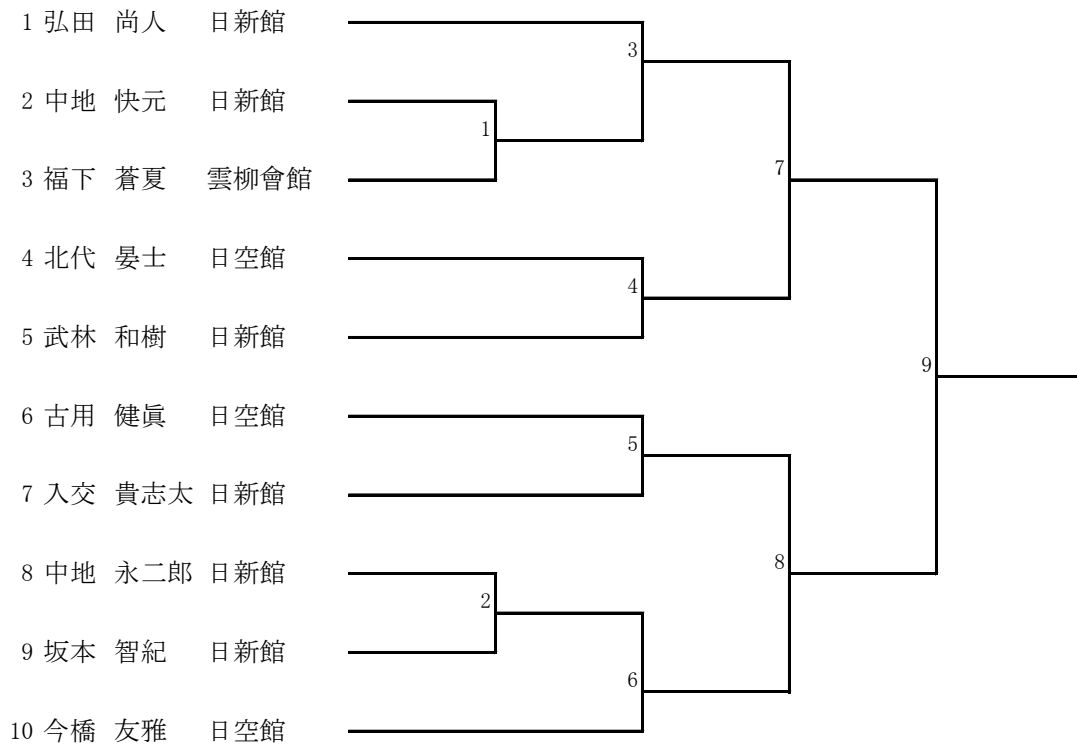 1 弘田 尚人 日新館
3
2 中地 快元 日新館
1
7
3 福下 蒼夏 雲柳會館
4 北代 晏士 日空館
4
5 武林 和樹 日新館
9
6 古用 健眞 日空館
5
7 入交 貴志太 日新館
8
8 中地 永二郎 日新館
2
9 坂本 智紀 日新館
6
10 今橋 友雅 日空館